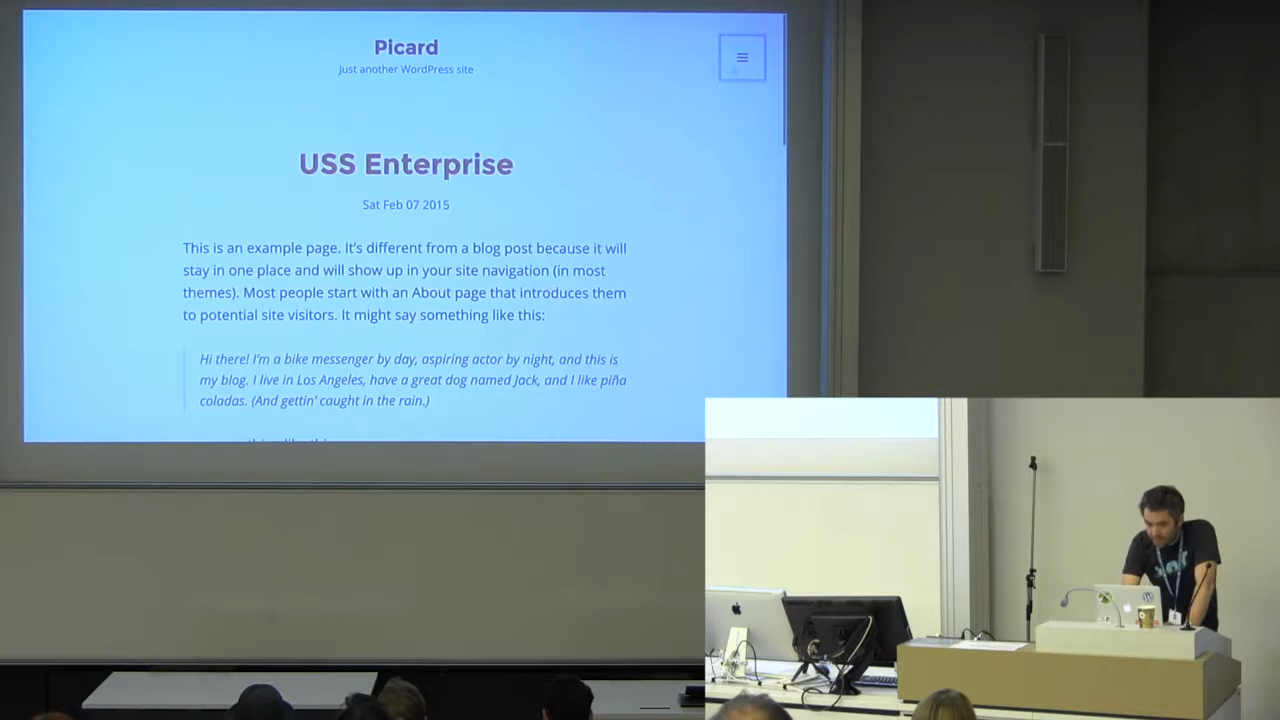 Picard
Just another WordPress site
USS Enterprise
Sat Feb 07 2015
This is an example page. It's different from a blog post because it will
stay in one place and will show up in your site navigation (in most
themes). Most people start with an About page that introduces them
to potential site visitors. It might say something like this:
Hi there! I'm a bike messenger by day, aspiring actor by night, and this is
my blog. I live in Los Angeles, have a great dog named Jack, and I like piña
coladas. (And gettin' caught in the rain.)